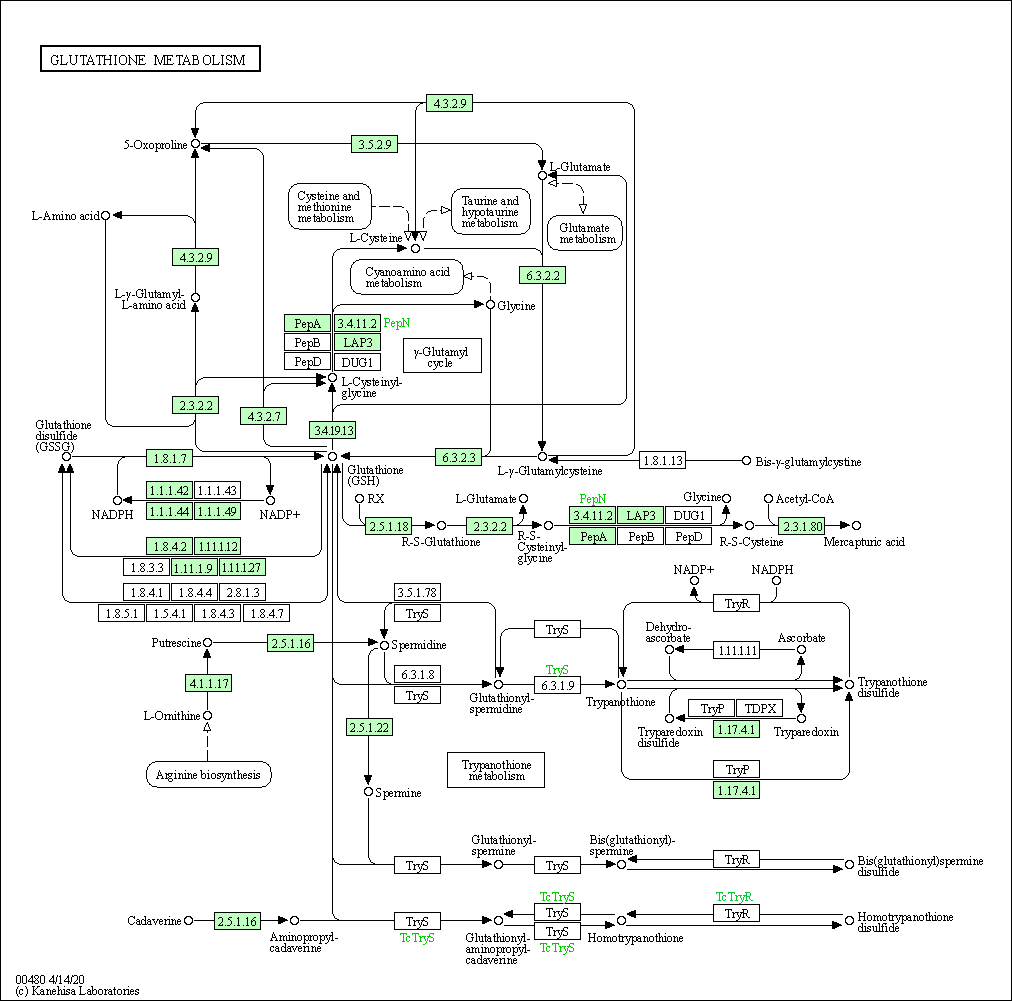 GLUTATHIONE METABOLISM
4.3.2.9
5-Oxoproline
3.5.2.9
L-Glutamate
Cysteine and
methionine
metabolism
Taurine and
hypotaurine
metabolism
L-Amino acid
Glutamate
metabolism
L-Cysteine
4.3.2.9
Cyanoamino acid
metabolism
6.3.2.2
L-γ-Glutamyl-
L-amino acid
Glycine
PepA
3.4.11.2
PepN
PepB
LAP3
PepD
DUG1
γ-Glutamyl
cycle
L-Cysteinyl-
glycine
2.3.2.2
4.3.2.7
3.4.19.13
Glutathione
disulfide
(GSSG)
1.8.1.7
Glutathione
(GSH)
6.3.2.3
L-γ-Glutamylcysteine
1.8.1.13
Bis-γ-glutamylcystine
1.1.1.42
1.1.1.43
1.1.1.44
1.1.1.49
NADPH
NADP+
RX
2.5.1.18
R-S-Glutathione
L-Glutamate
2.3.2.2
R-S-
Cysteinyl-
glycine
PepN
3.4.11.2
LAP3
DUG1
PepA
PepB
PepD
Glycine
R-S-Cysteine
Acetyl-CoA
2.3.1.80
Mercapturic acid
1.8.4.2
1.11.1.12
1.8.3.3
1.11.1.9
1.11.1.27
1.8.4.1
1.8.4.4
2.8.1.3
1.8.5.1
1.5.4.1
1.8.4.3
1.8.4.7
3.5.1.78
TryS
NADP+
NADPH
TryR
Putrescine
2.5.1.16
Spermidine
TryS
Dehydro-
ascorbate
1.11.1.11
Ascorbate
4.1.1.17
6.3.1.8
TryS
Glutathionyl-
spermidine
TryS
6.3.1.9
Trypanothione
Trypanothione
disulfide
L-Ornithine
2.5.1.22
TryP
TDPX
1.17.4.1
Tryparedoxin
disulfide
Tryparedoxin
Arginine biosynthesis
Trypanothione
metabolism
TryP
1.17.4.1
Spermine
Glutathionyl-
spermine
Bis(glutathionyl)-
spermine
TryS
TryS
TryR
Bis(glutathionyl)spermine
disulfide
Cadaverine
2.5.1.16
Aminopropyl-
cadaverine
TryS
TcTryS
Glutathionyl-
aminopropyl-
cadaverine
TcTryS
TryS
TryS
TcTryS
Homotrypanothione
TcTryR
TryR
Homotrypanothione
disulfide
00480 4/14/20
(c) Kanehisa Laboratories